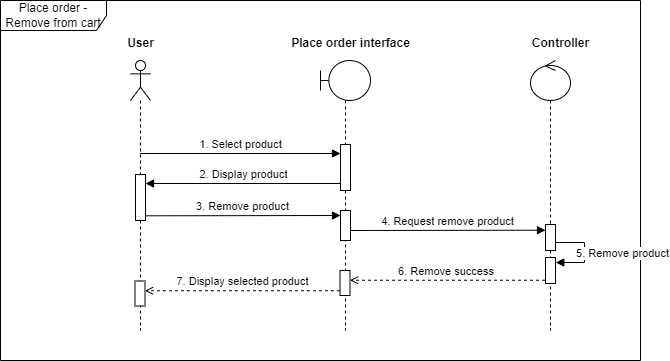 Place order -
Remove from cart
User
Place order interface
Controller
1. Select product
2. Display product
3. Remove product
4. Request remove product
5. Remove product
6. Remove success
7. Display selected product